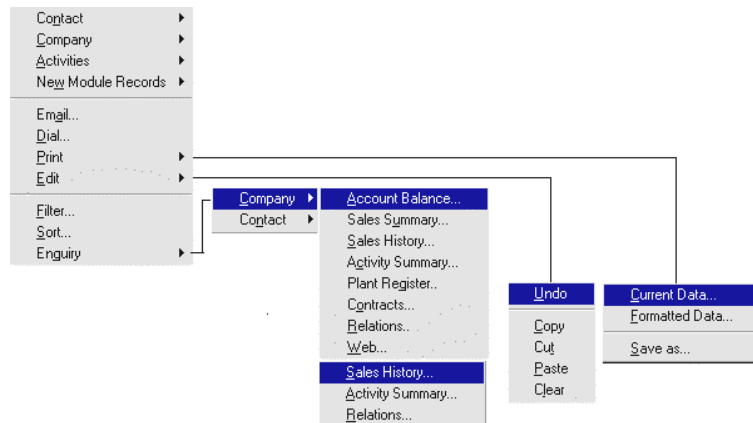 Contact
Company
Activities
New Module Records
Email...
Dial...
Print
Edit
Filter...
Sort...
Enguiry
Company
Contact
Account Balance...
Sales Summary...
Sales History...
Activity Summary...
Plant Register..
Contracts...
Relations..
Web...
Sales History...
Activity Summary...
Relations...
Undo
Copy
Cut
Paste
Clear
Current Data...
Formatted Data...
Save as...